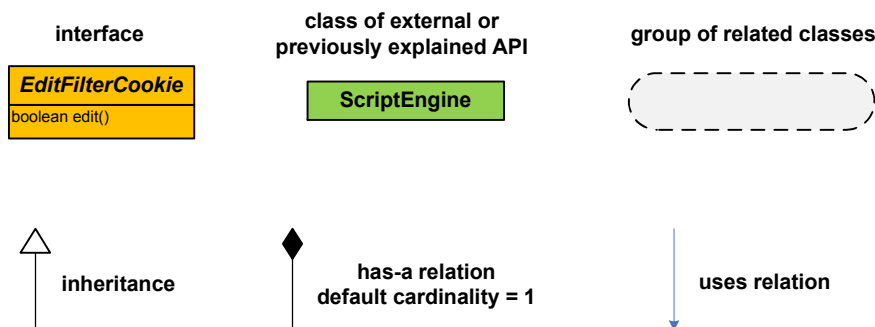 interface
class of external or
previously explained API
group of related classes
EditFilterCookie
boolean edit()
ScriptEngine
inheritance
has-a relation
default cardinality = 1
uses relation